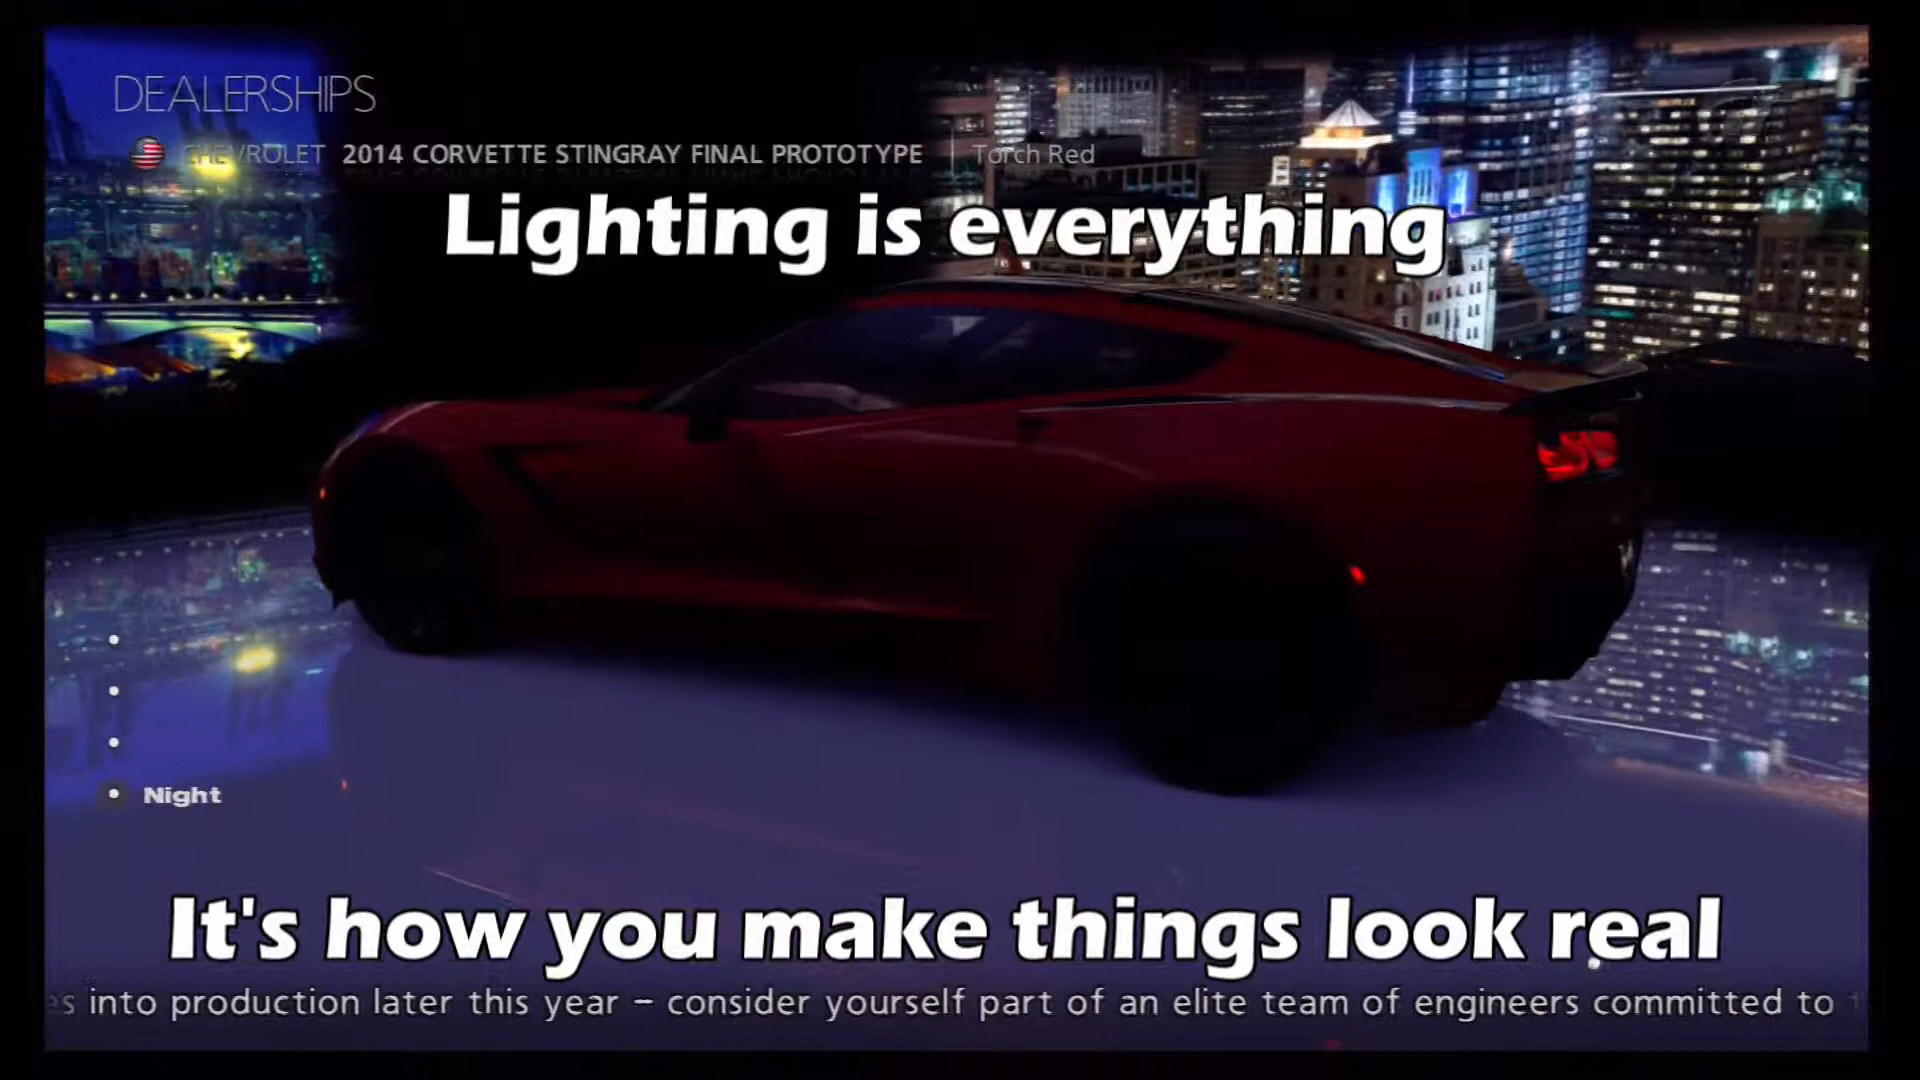 DEALERSHIPS
CHEVROLET 2014 CORVETTE STINGRAY FINAL PROTOTYPE | Torch Red
Lighting is everything
Night
It's how you make things look real
into production later this year – consider yourself part of an elite team of engineers committed to